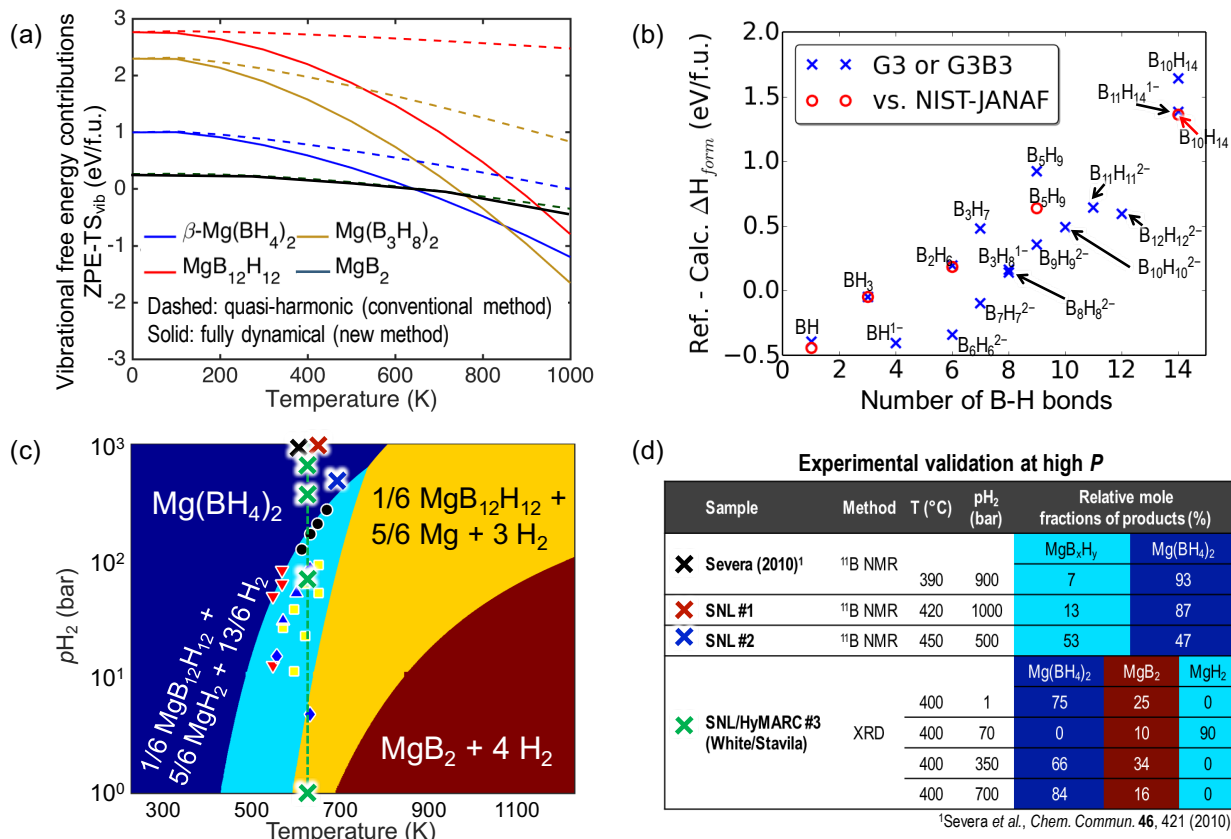 (a)
Vibrational free energy contributions
ZPE-TSvib (eV/f.u.)
3
2
1
0
-1
-2
-3
β-Mg(BH4)2
Mg(B3H8)2
MgB12H12
MgB2
Dashed: quasi-harmonic (conventional method)
Solid: fully dynamical (new method)
0
200
400
600
800
1000
Temperature (K)
(b)
Ref. - Calc. ΔHform (eV/f.u.)
2.0
1.5
1.0
0.5
0.0
−0.5
G3 or G3B3
vs. NIST-JANAF
B10H14
B11H14 1−
B10H14
B5H9
B5H9
B11H11 2−
B3H7
B12H12 2−
B2H6
B3H8 1−
B9H9 2−
B10H10 2−
BH3
B7H7 2−
B8H8 2−
BH
BH 1−
B6H6 2−
0
2
4
6
8
10
12
14
Number of B-H bonds
(c)
pH2 (bar)
10³
10²
10¹
10⁰
Mg(BH4)2
1/6 MgB12H12 +
5/6 Mg + 3 H2
1/6 MgB12H12 +
5/6 MgH2 + 13/6 H2
MgB2 + 4 H2
300
500
700
900
1100
Temperature (K)
(d)
Experimental validation at high P
Sample
Method
T (°C)
pH2
(bar)
Relative mole
fractions of products (%)
MgBxHy
Mg(BH4)2
Severa (2010)¹
¹¹B NMR
390
900
7
93
SNL #1
¹¹B NMR
420
1000
13
87
SNL #2
¹¹B NMR
450
500
53
47
Mg(BH4)2
MgB2
MgH2
SNL/HyMARC #3
(White/Stavila)
XRD
400
1
75
25
0
400
70
0
10
90
400
350
66
34
0
400
700
84
16
0
¹Severa et al., Chem. Commun. 46, 421 (2010)